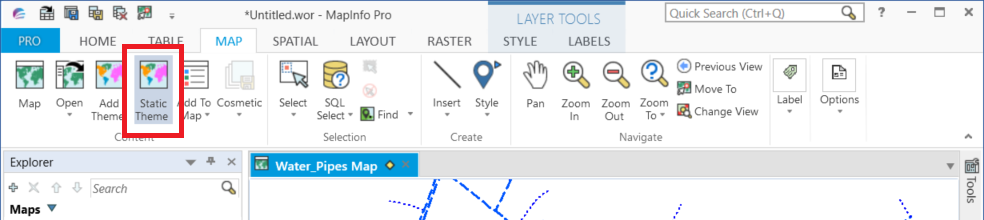 *Untitled.wor - MapInfo Pro
LAYER TOOLS
Quick Search (Ctrl+Q)
?
PRO HOME TABLE MAP SPATIAL LAYOUT RASTER STYLE LABELS
Map Open Add Theme Static Theme Add To Map Cosmetic
Content
Select SQL Select Find
Selection
Insert Style
Create
Pan Zoom In Zoom Out Zoom To
Previous View
Move To
Change View
Navigate
Label
Options
Explorer
Search
Maps
Water_Pipes Map
Tools